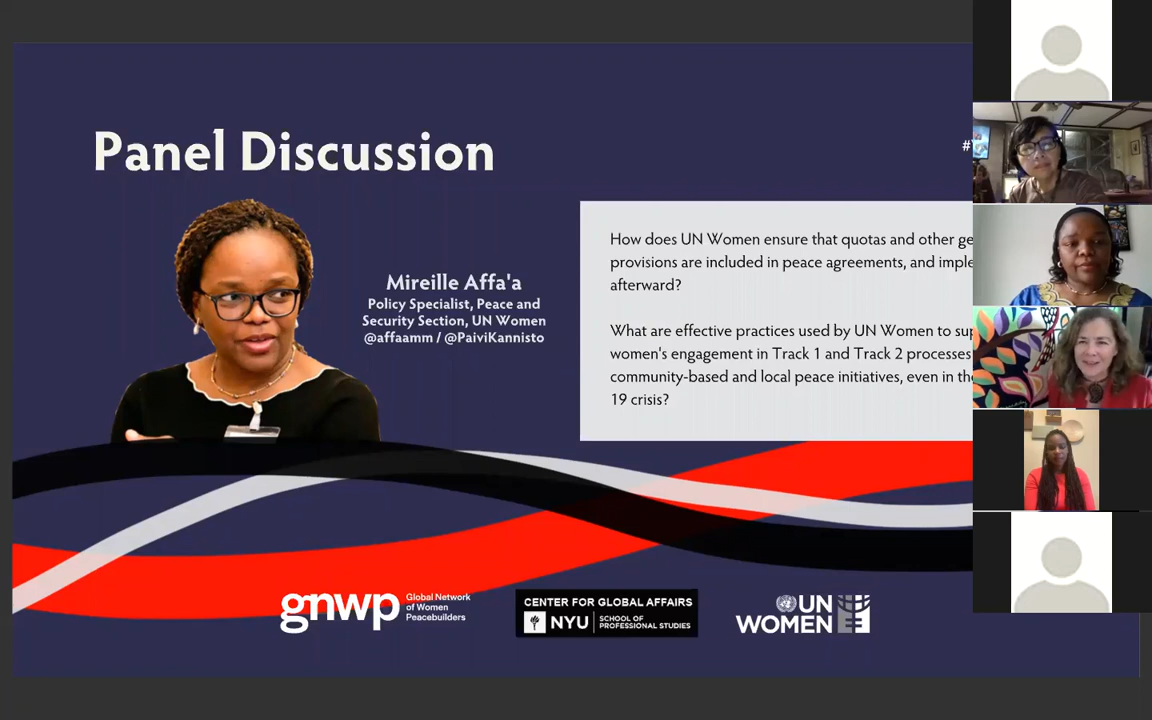 Panel Discussion
#
Mireille Affa'a
Policy Specialist, Peace and
Security Section, UN Women
@affaamm / @PaiviKannisto
How does UN Women ensure that quotas and other ge
provisions are included in peace agreements, and imple
afterward?
What are effective practices used by UN Women to sup
women's engagement in Track 1 and Track 2 processes
community-based and local peace initiatives, even in the
19 crisis?
gnwp
Global Network
of Women
Peacebuilders
CENTER FOR GLOBAL AFFAIRS
NYU
SCHOOL OF
PROFESSIONAL STUDIES
UN
WOMEN